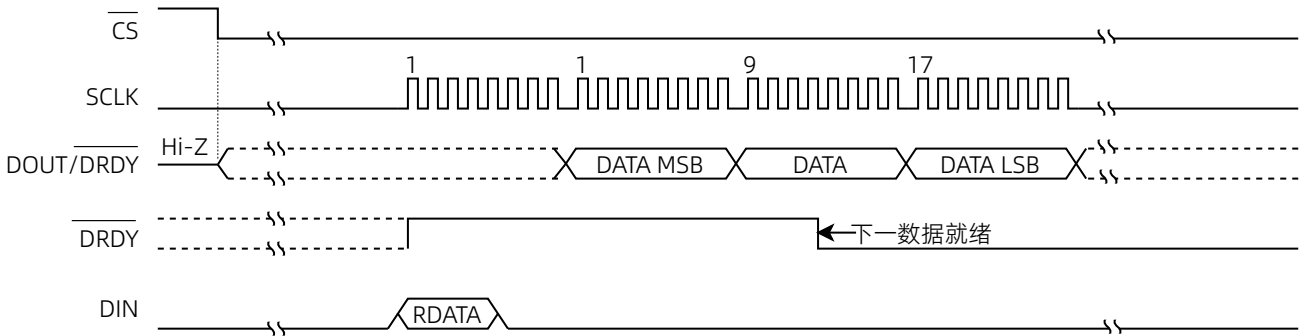 CS
1 1 9 17
SCLK
Hi-Z
DOUT/DRDY DATA MSB DATA DATA LSB
DRDY 下一数据就绪
DIN RDATA